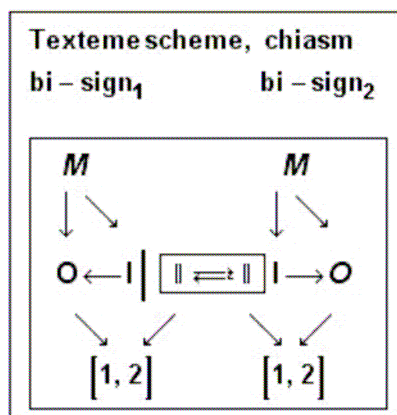 Texteme scheme, chiasm
bi – sign₁ bi – sign₂
M M
O ← I | || ⇌ || I → O
[1, 2] [1, 2]